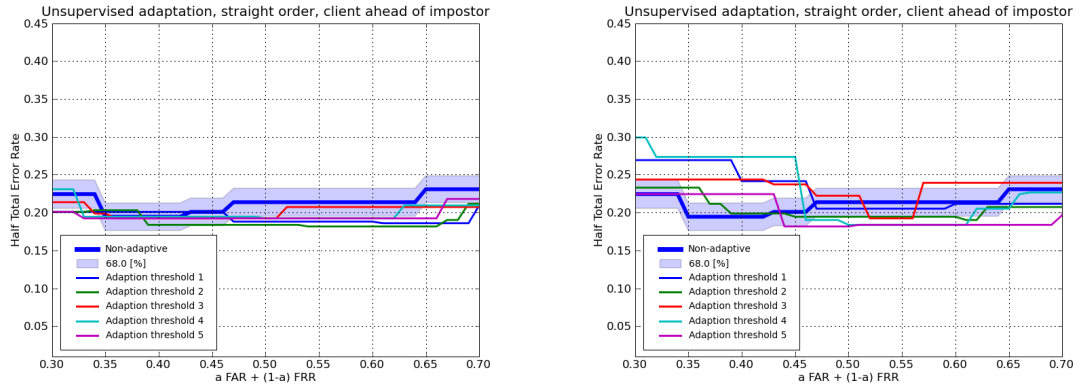 Unsupervised adaptation, straight order, client ahead of impostor
0.45
0.40
0.35
0.30
0.25
0.20
0.15
0.10
0.05
Half Total Error Rate
Non-adaptive
68.0 [%]
Adaption threshold 1
Adaption threshold 2
Adaption threshold 3
Adaption threshold 4
Adaption threshold 5
0.30 0.35 0.40 0.45 0.50 0.55 0.60 0.65 0.70
a FAR + (1-a) FRR
Unsupervised adaptation, straight order, client ahead of impostor
0.45
0.40
0.35
0.30
0.25
0.20
0.15
0.10
0.05
Half Total Error Rate
Non-adaptive
68.0 [%]
Adaption threshold 1
Adaption threshold 2
Adaption threshold 3
Adaption threshold 4
Adaption threshold 5
0.30 0.35 0.40 0.45 0.50 0.55 0.60 0.65 0.70
a FAR + (1-a) FRR